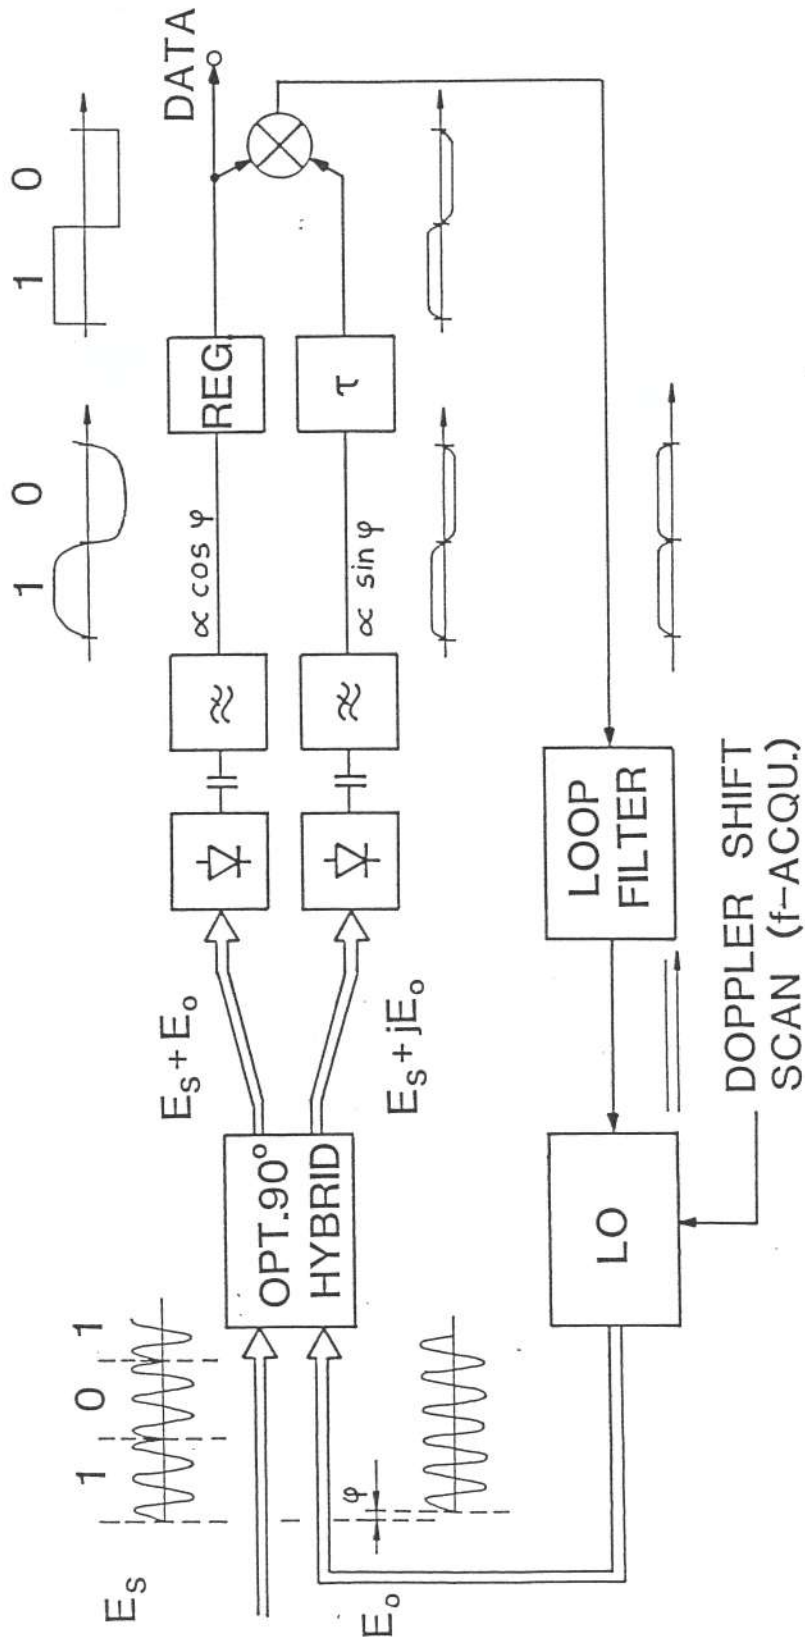 E_S
1 0 1
E_o
φ
OPT.90°
HYBRID
E_S + E_o
E_S + jE_o
1 0
∝ cos φ
∝ sin φ
REG
τ
1 0
DATA
LO
LOOP
FILTER
DOPPLER SHIFT
SCAN (f-ACQU.)